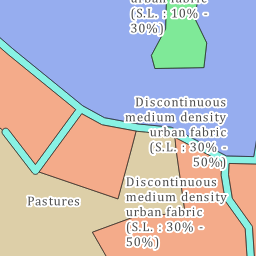 urban fabric
(S.L. : 10% -
30%)
Discontinuous
medium density
urban fabric
(S.L. : 30% -
50%)
Discontinuous
medium density
urban fabric
(S.L. : 30% -
50%)
Pastures